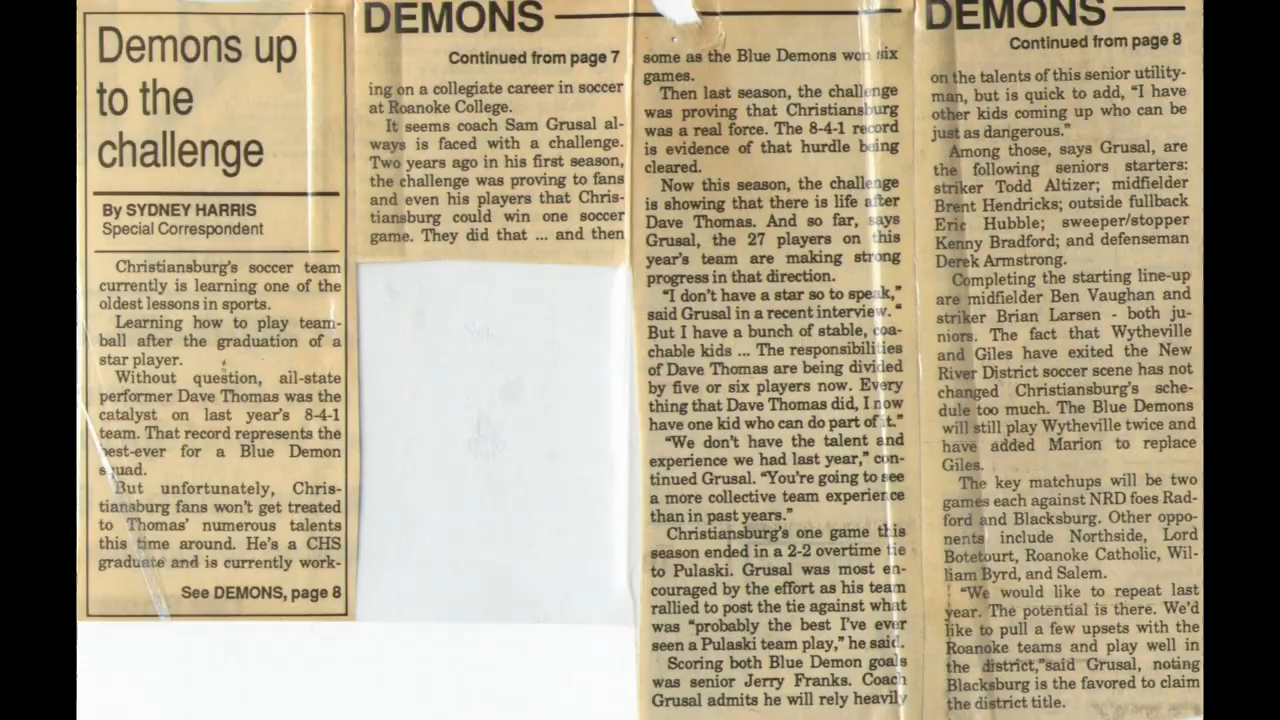 Demons up
to the
challenge
By SYDNEY HARRIS
Special Correspondent
Christiansburg's soccer team
currently is learning one of the
oldest lessons in sports.
Learning how to play team-
ball after the graduation of a
star player.
Without question, all-state
performer Dave Thomas was the
catalyst on last year's 8-4-1
team. That record represents the
best-ever for a Blue Demon
squad.
But unfortunately, Chris-
tiansburg fans won't get treated
to Thomas' numerous talents
this time around. He's a CHS
graduate and is currently work-
See DEMONS, page 8
DEMONS
Continued from page 7
ing on a collegiate career in soccer
at Roanoke College.
It seems coach Sam Grusal al-
ways is faced with a challenge.
Two years ago in his first season,
the challenge was proving to fans
and even his players that Chris-
tiansburg could win one soccer
game. They did that ... and then
some as the Blue Demons won six
games.
Then last season, the challenge
was proving that Christiansburg
was a real force. The 8-4-1 record
is evidence of that hurdle being
cleared.
Now this season, the challenge
is showing that there is life after
Dave Thomas. And so far, says
Grusal, the 27 players on this
year's team are making strong
progress in that direction.
"I don't have a star so to speak,"
said Grusal in a recent interview. "
But I have a bunch of stable, coa-
chable kids ... The responsibilities
of Dave Thomas are being divided
by five or six players now. Every
thing that Dave Thomas did, I now
have one kid who can do part of it."
"We don't have the talent and
experience we had last year," con-
tinued Grusal. "You're going to see
a more collective team experience
than in past years."
Christiansburg's one game this
season ended in a 2-2 overtime tie
to Pulaski. Grusal was most en-
couraged by the effort as his team
rallied to post the tie against what
was "probably the best I've ever
seen a Pulaski team play," he said.
Scoring both Blue Demon goals
was senior Jerry Franks. Coach
Grusal admits he will rely heavily
DEMONS
Continued from page 8
on the talents of this senior utility-
man, but is quick to add, "I have
other kids coming up who can be
just as dangerous."
Among those, says Grusal, are
the following seniors starters:
striker Todd Altizer; midfielder
Brent Hendricks; outside fullback
Eric Hubble; sweeper/stopper
Kenny Bradford; and defenseman
Derek Armstrong.
Completing the starting line-up
are midfielder Ben Vaughan and
striker Brian Larsen - both ju-
niors. The fact that Wytheville
and Giles have exited the New
River District soccer scene has not
changed Christiansburg's sche-
dule too much. The Blue Demons
will still play Wytheville twice and
have added Marion to replace
Giles.
The key matchups will be two
games each against NRD foes Rad-
ford and Blacksburg. Other oppo-
nents include Northside, Lord
Botetourt, Roanoke Catholic, Wil-
liam Byrd, and Salem.
"We would like to repeat last
year. The potential is there. We'd
like to pull a few upsets with the
Roanoke teams and play well in
the district,"said Grusal, noting
Blacksburg is the favored to claim
the district title.